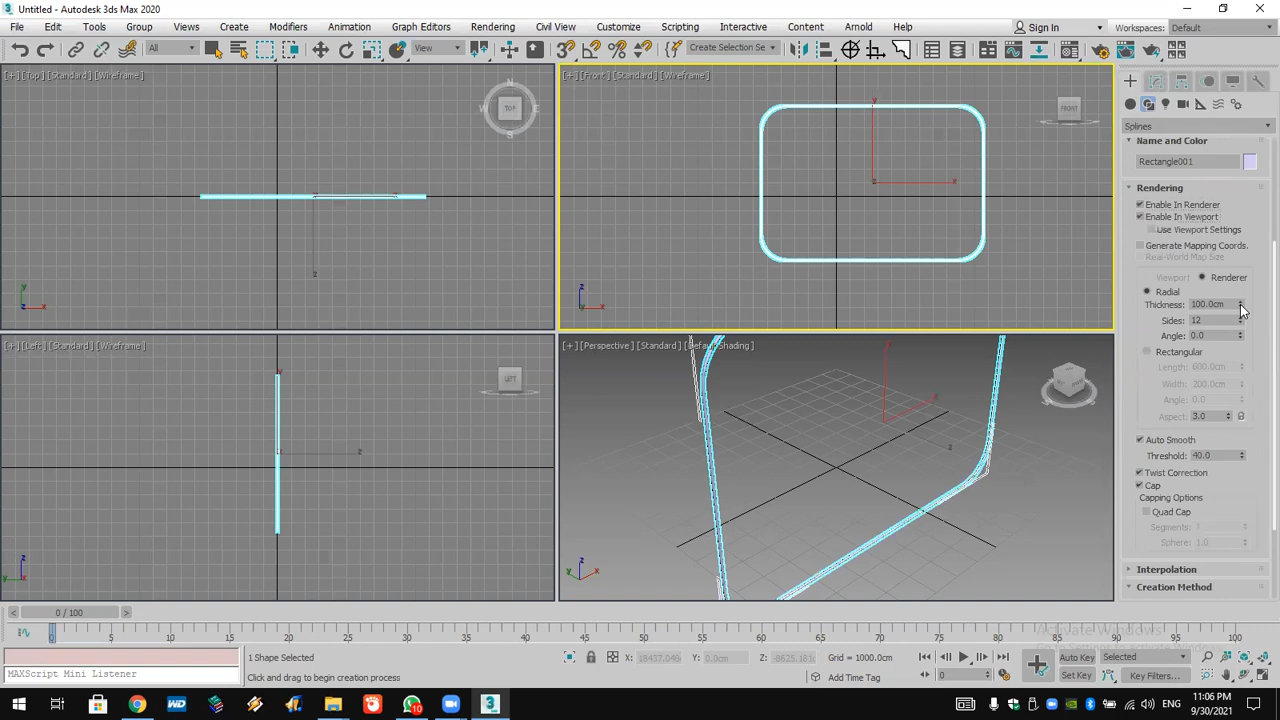 Untitled - Autodesk 3ds Max 2020
File Edit Tools Group Views Create Modifiers Animation Graph Editors Rendering Civil View Customize Scripting Interactive Content Arnold Help Sign In Workspaces: Default
All View Create Selection Se
[+] [Top] [Standard] [Wireframe]
[+] [Front] [Standard] [Wireframe]
N
W TOP E
S
FRONT
Splines
Name and Color
Rectangle001
Rendering
Enable In Renderer
Enable In Viewport
Use Viewport Settings
Generate Mapping Coords.
Real-World Map Size
Viewport Renderer
Radial
Thickness: 100.0cm
Sides: 12
Angle: 0.0
Rectangular
Length: 600.0cm
Width: 200.0cm
Angle: 0.0
Aspect: 3.0
Auto Smooth
Threshold: 40.0
Twist Correction
Cap
Capping Options
Quad Cap
Segments: 1
Sphere: 1.0
Interpolation
Creation Method
[+] [Left] [Standard] [Wireframe]
[+] [Perspective] [Standard] [Default Shading]
LEFT
0 / 100
0 5 10 15 20 25 30 35 40 45 50 55 60 65 70 75 80 85 90 95 100
Activate Windows
MAXScript Mini Listener
1 Shape Selected
Click and drag to begin creation process
X: 18437.046 Y: 0.0cm Z: -8625.181 Grid = 1000.0cm
Add Time Tag
0
Auto Key Selected
Set Key Key Filters...
10
ENG
11:06 PM
9/30/2021